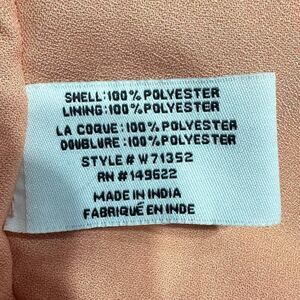 SHELL:100% POLYESTER
LINING:100% POLYESTER
LA COQUE:100% POLYESTER
DOUBLURE:100% POLYESTER
STYLE # W71352
RN #149622
MADE IN INDIA
FABRIQUÉ EN INDE